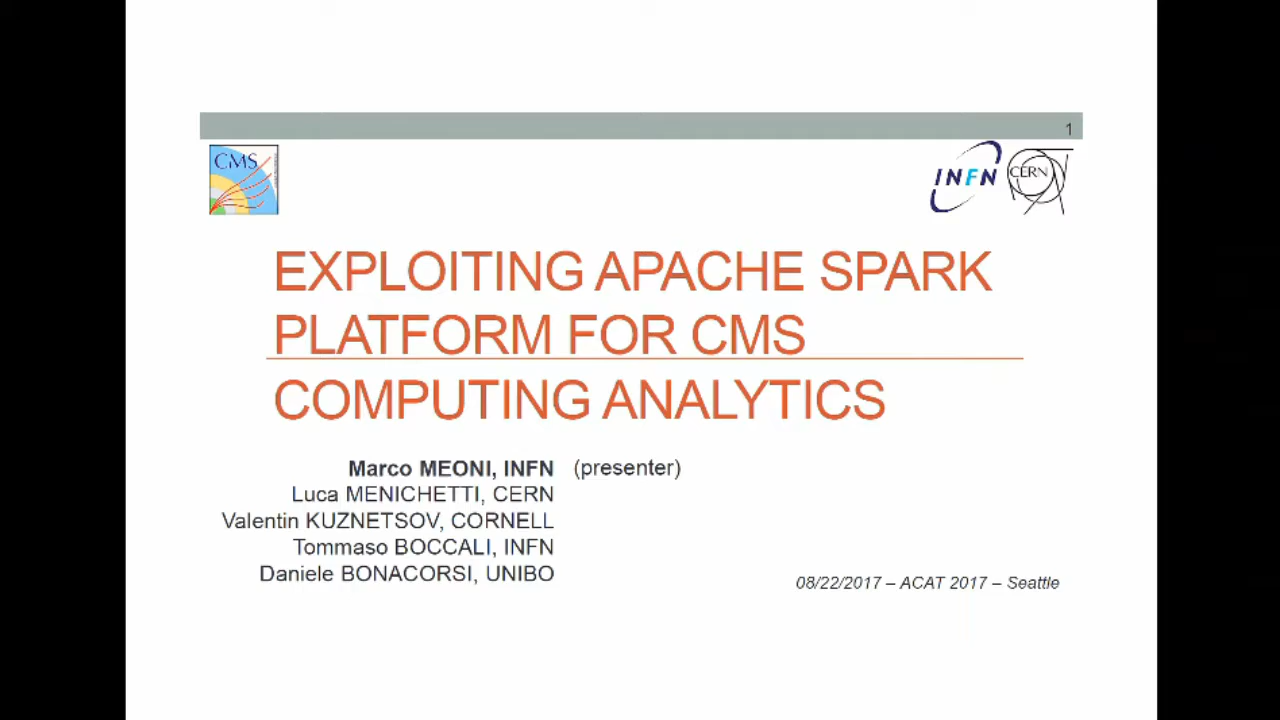 1
CMS
INFN
CERN
EXPLOITING APACHE SPARK
PLATFORM FOR CMS
COMPUTING ANALYTICS
Marco MEONI, INFN (presenter)
Luca MENICHETTI, CERN
Valentin KUZNETSOV, CORNELL
Tommaso BOCCALI, INFN
Daniele BONACORSI, UNIBO
08/22/2017 – ACAT 2017 – Seattle